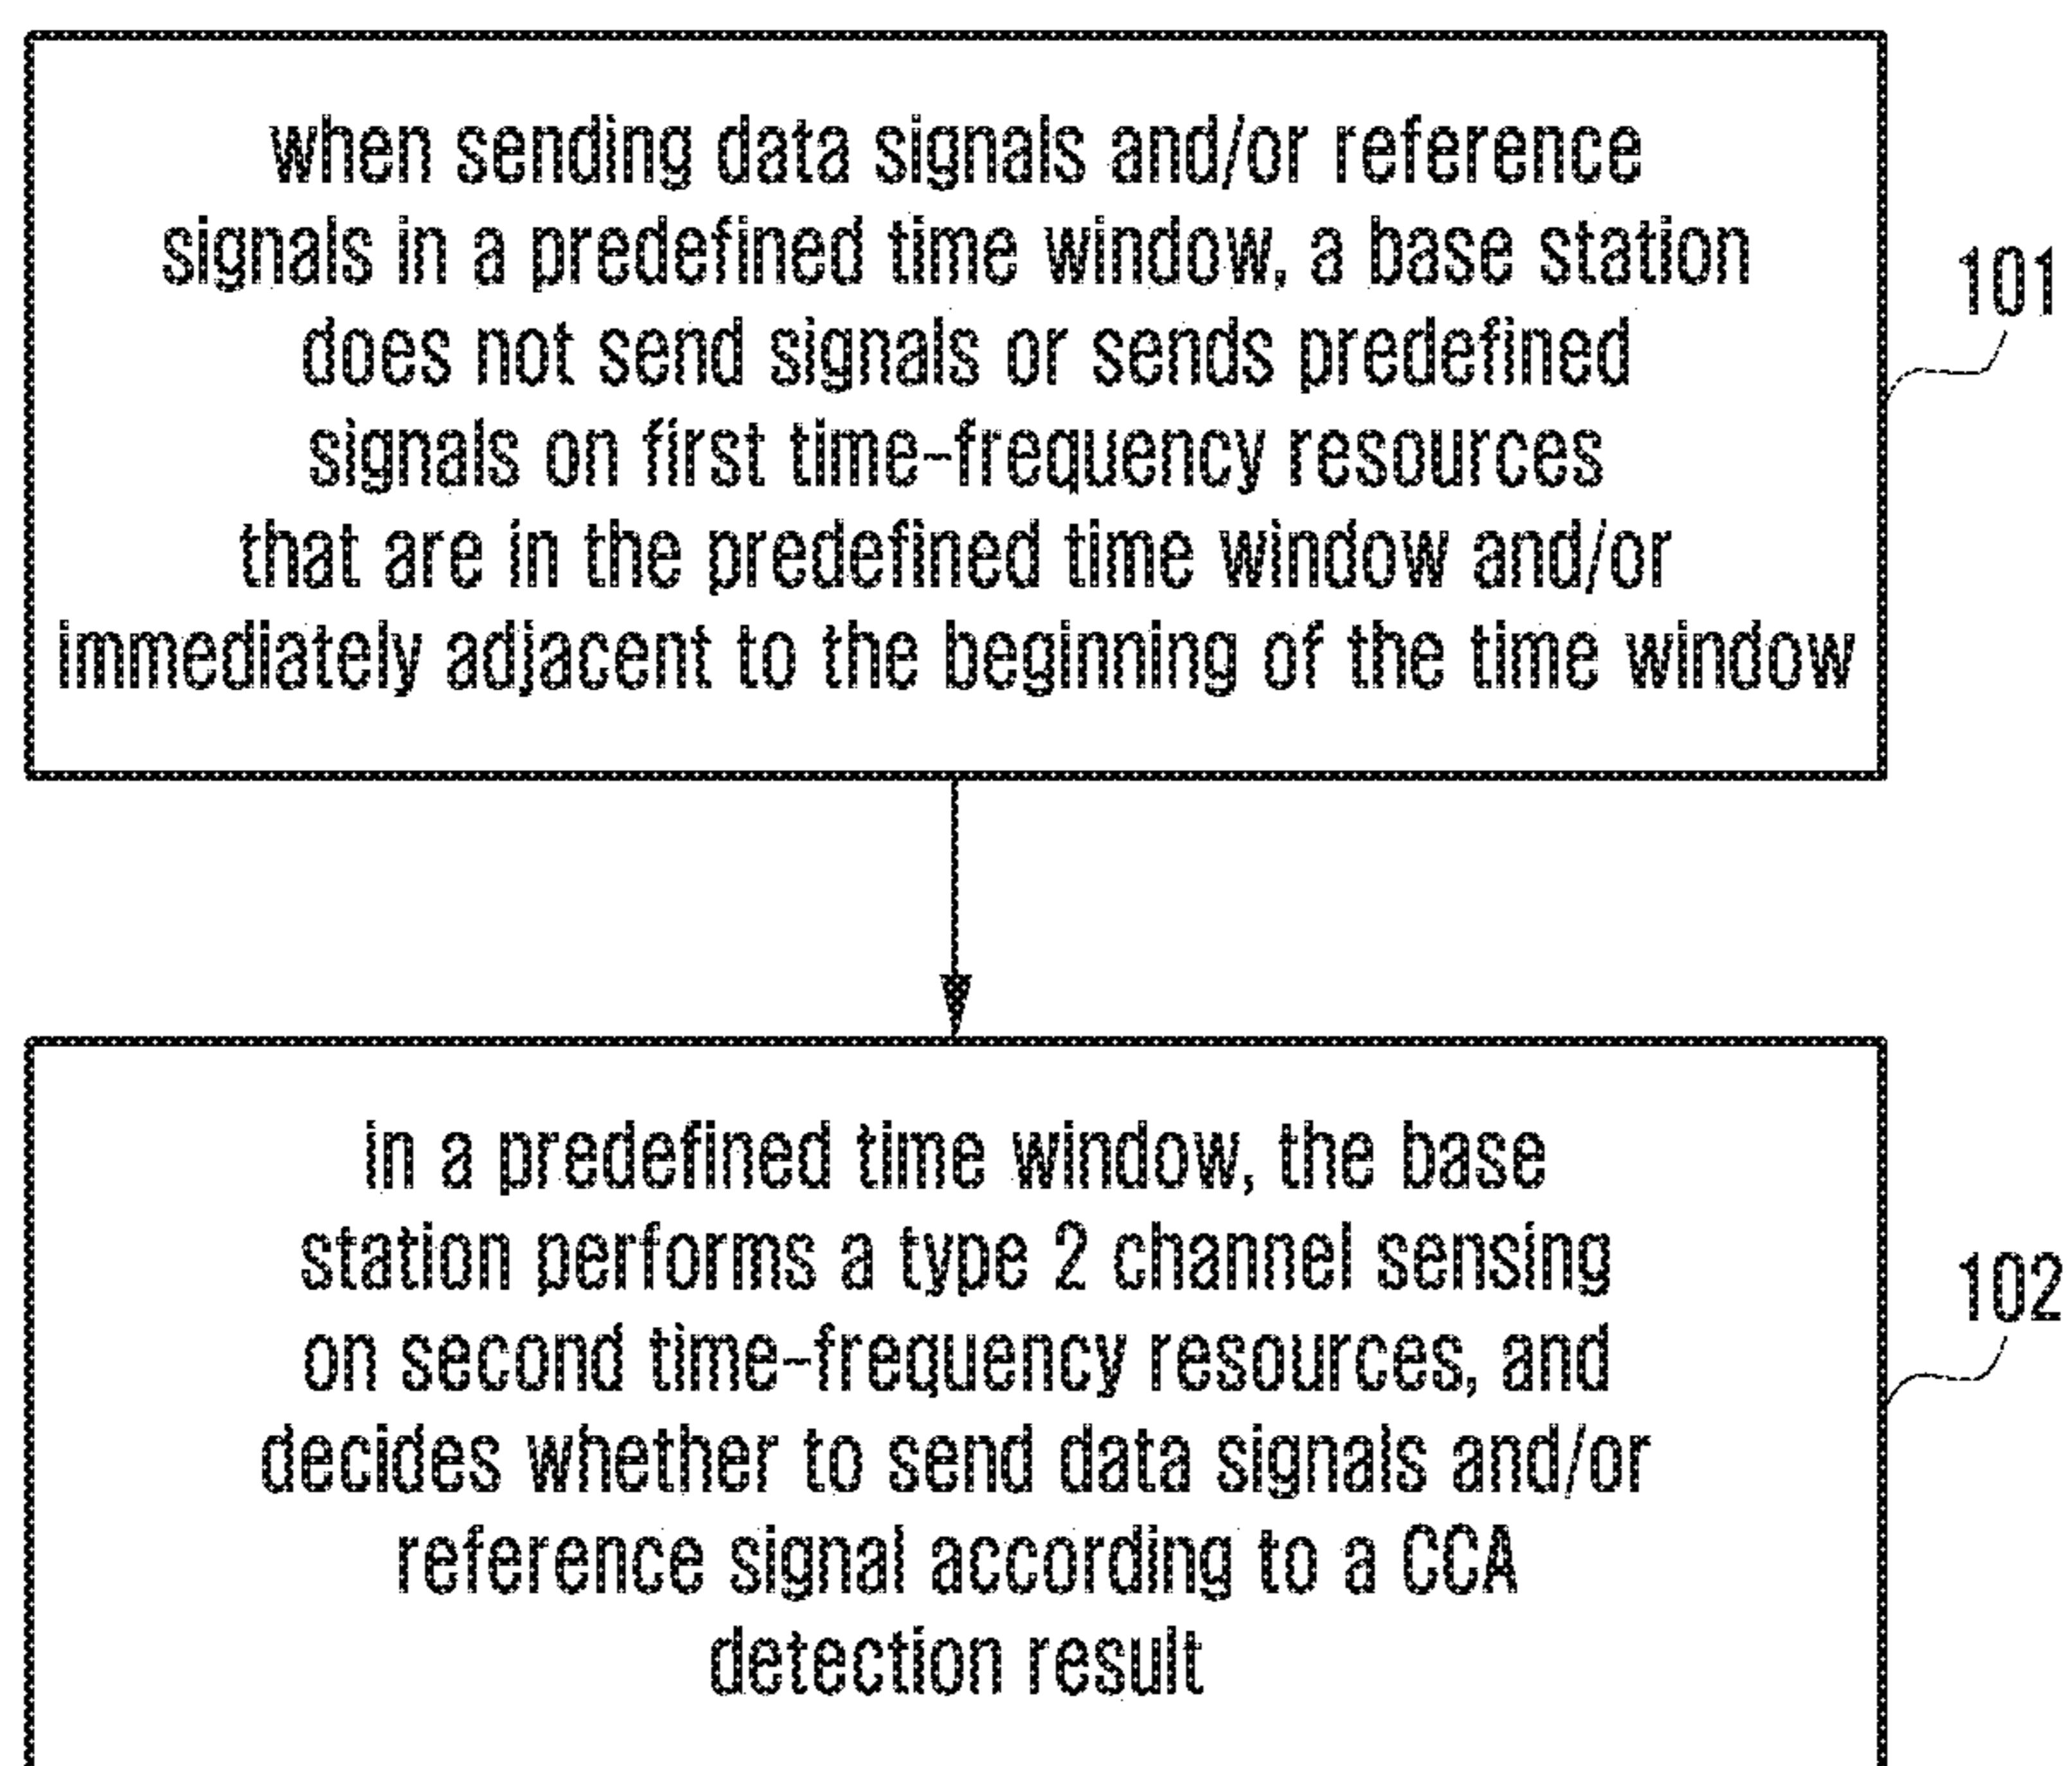 when sending data signals and/or reference
signals in a predefined time window, a base station
does not send signals or sends predefined
signals on first time-frequency resources
that are in the predefined time window and/or
immediately adjacent to the beginning of the time window
101
in a predefined time window, the base
station performs a type 2 channel sensing
on second time-frequency resources, and
decides whether to send data signals and/or
reference signal according to a CCA
detection result
102